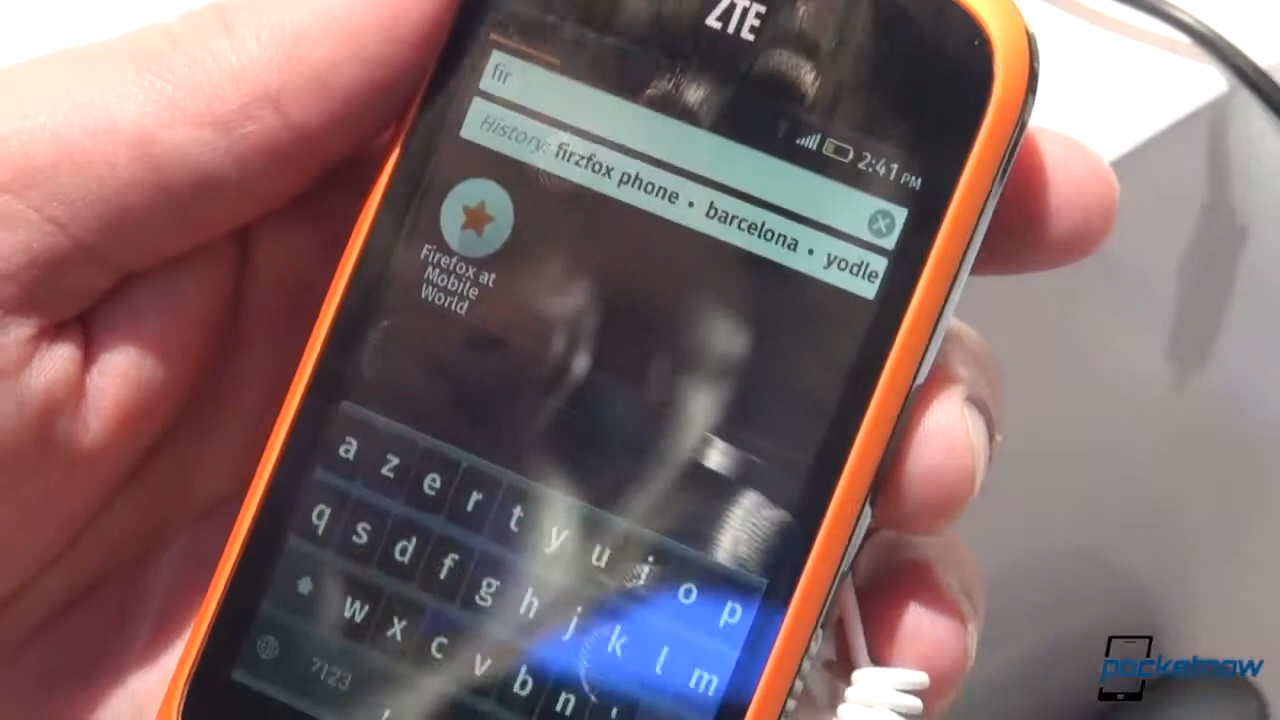 ZTE
2:41 PM
fir
History: firzfox phone • barcelona • yodle
Firefox at
Mobile
World
a z e r t y u i o p
q s d f g h j k l m
w x c v b n '
?123
pocketnow